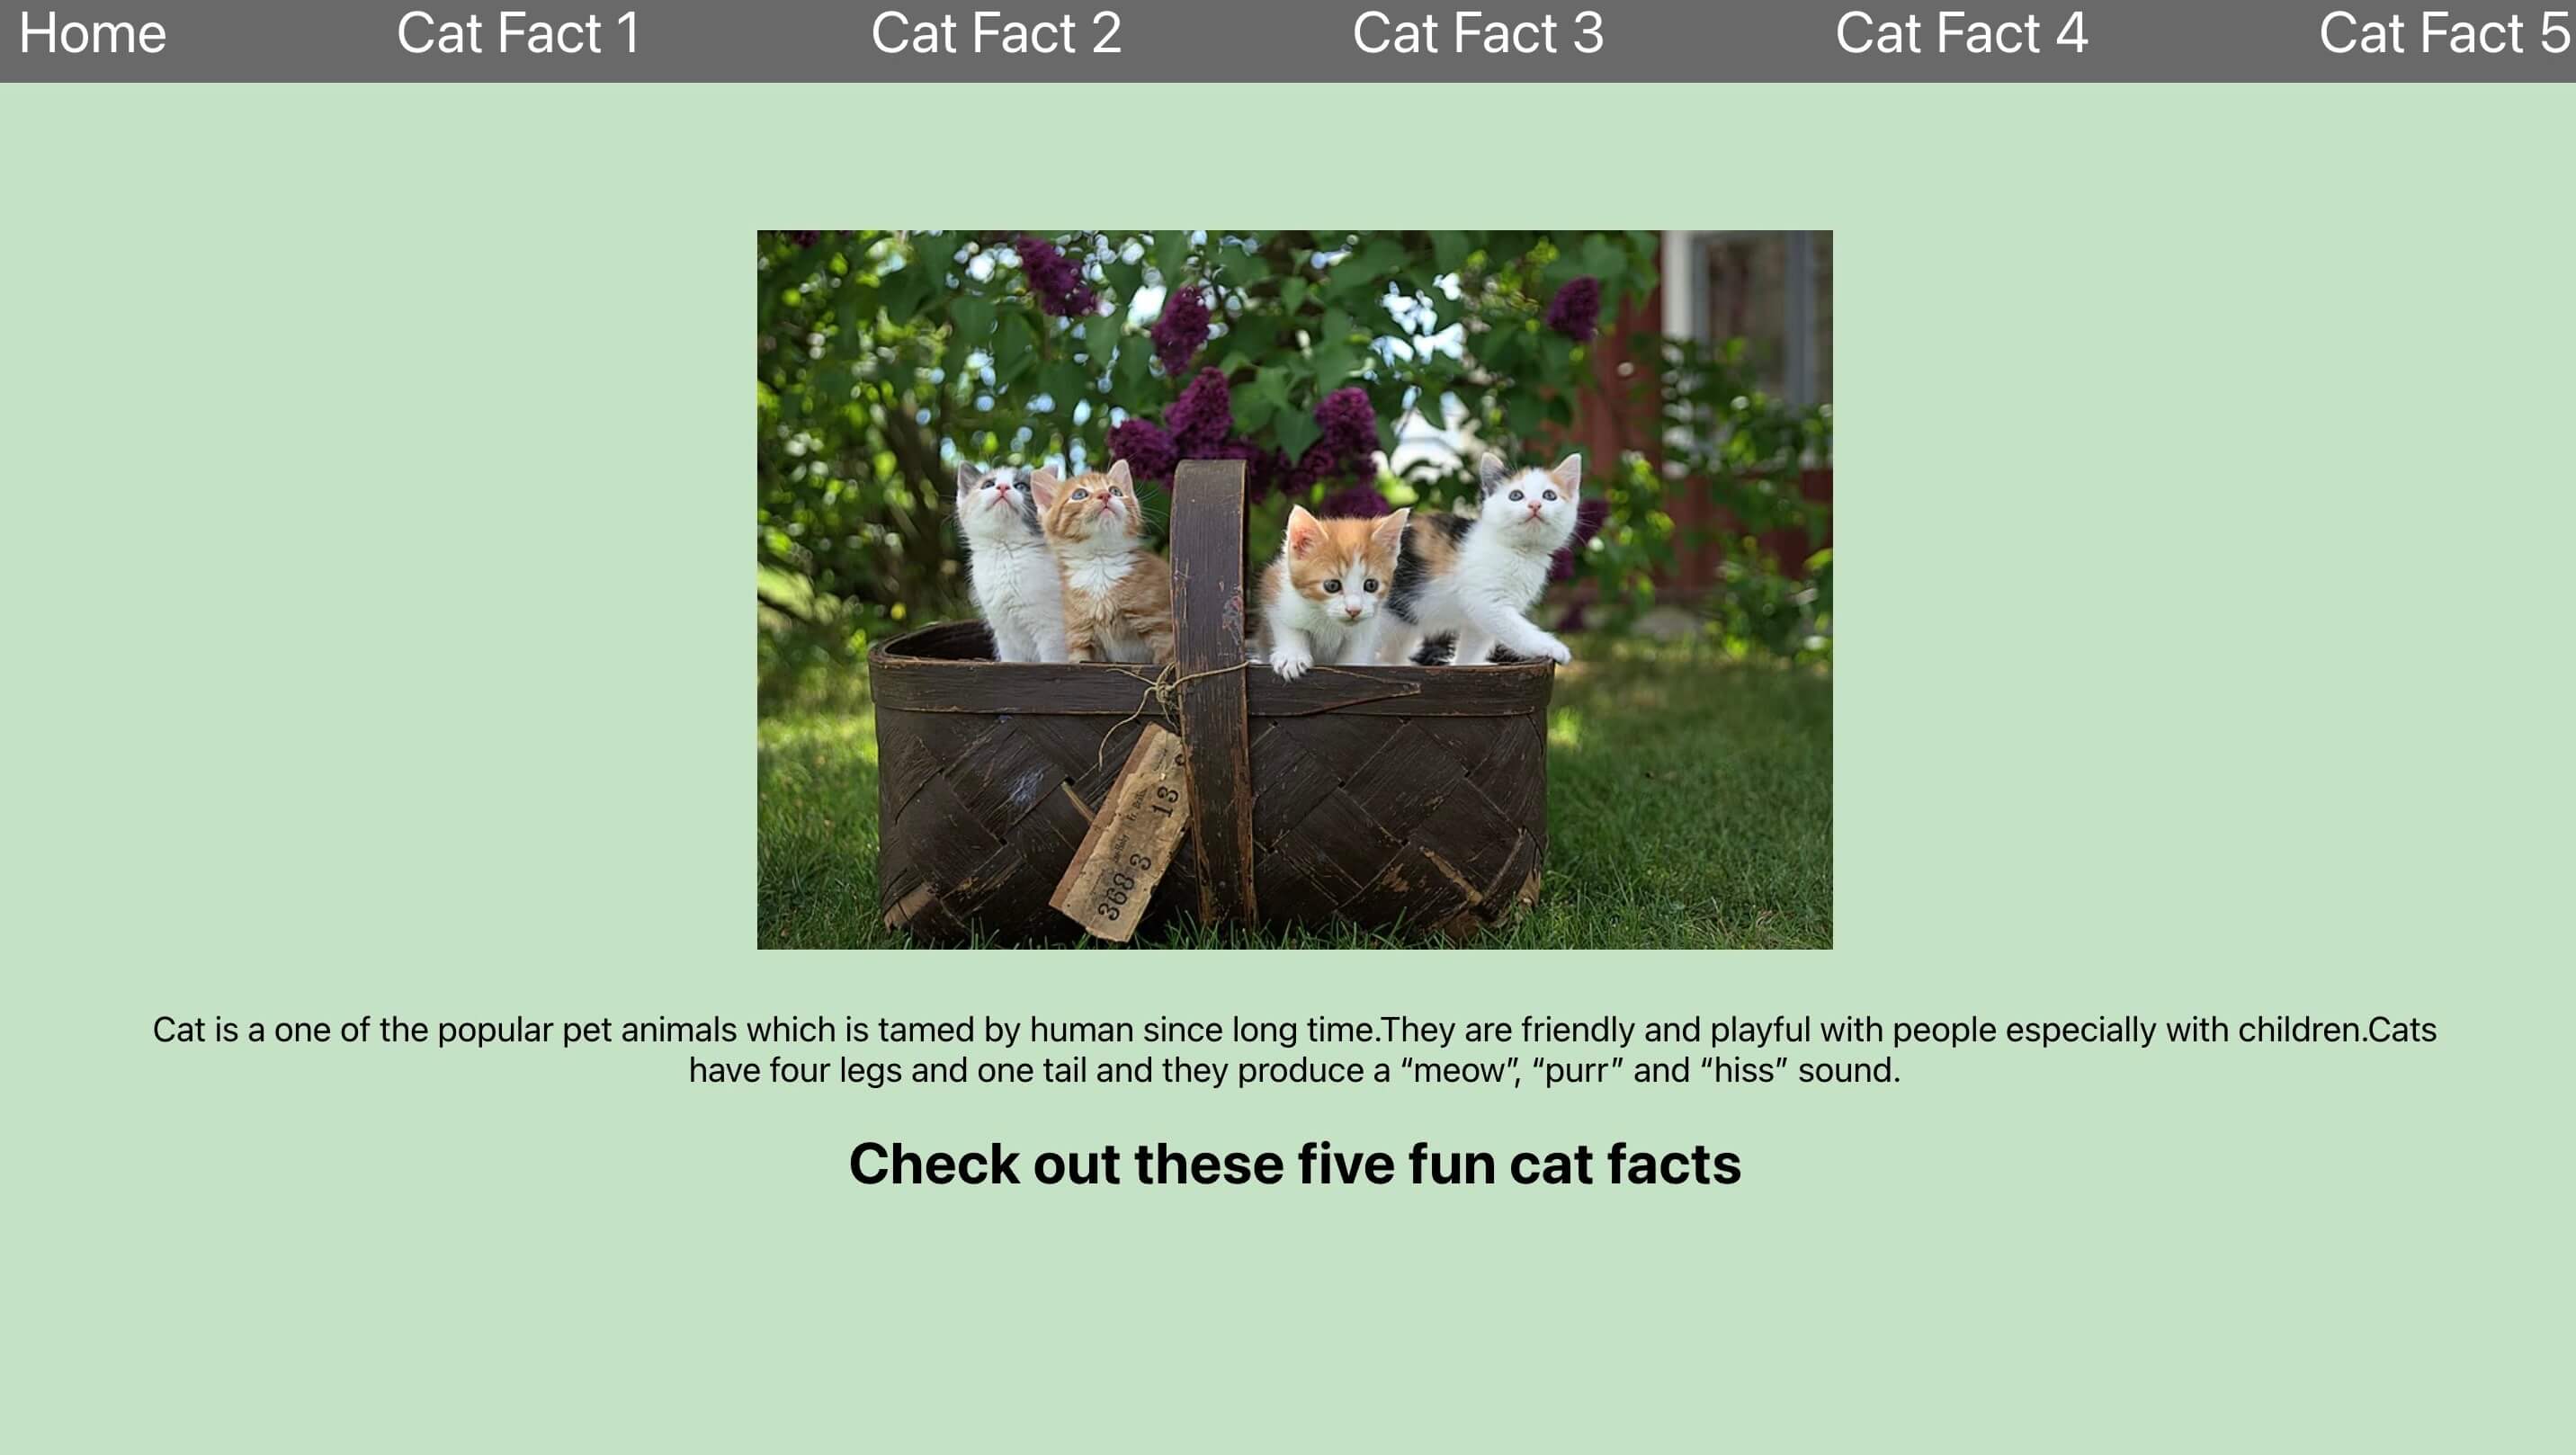 Home Cat Fact 1 Cat Fact 2 Cat Fact 3 Cat Fact 4 Cat Fact 5
13
368 3
Cat is a one of the popular pet animals which is tamed by human since long time.They are friendly and playful with people especially with children.Cats
have four legs and one tail and they produce a “meow”, “purr” and “hiss” sound.
Check out these five fun cat facts